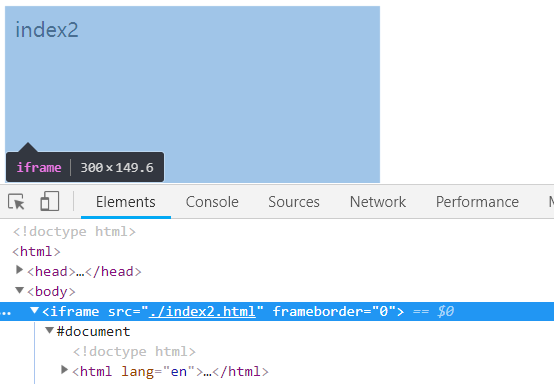 index2
iframe 300 × 149.6
Elements Console Sources Network Performance
<!doctype html>
<html>
▶<head>…</head>
▼<body>
… ▼<iframe src="./index2.html" frameborder="0"> == $0
▼#document
<!doctype html>
▶<html lang="en">…</html>